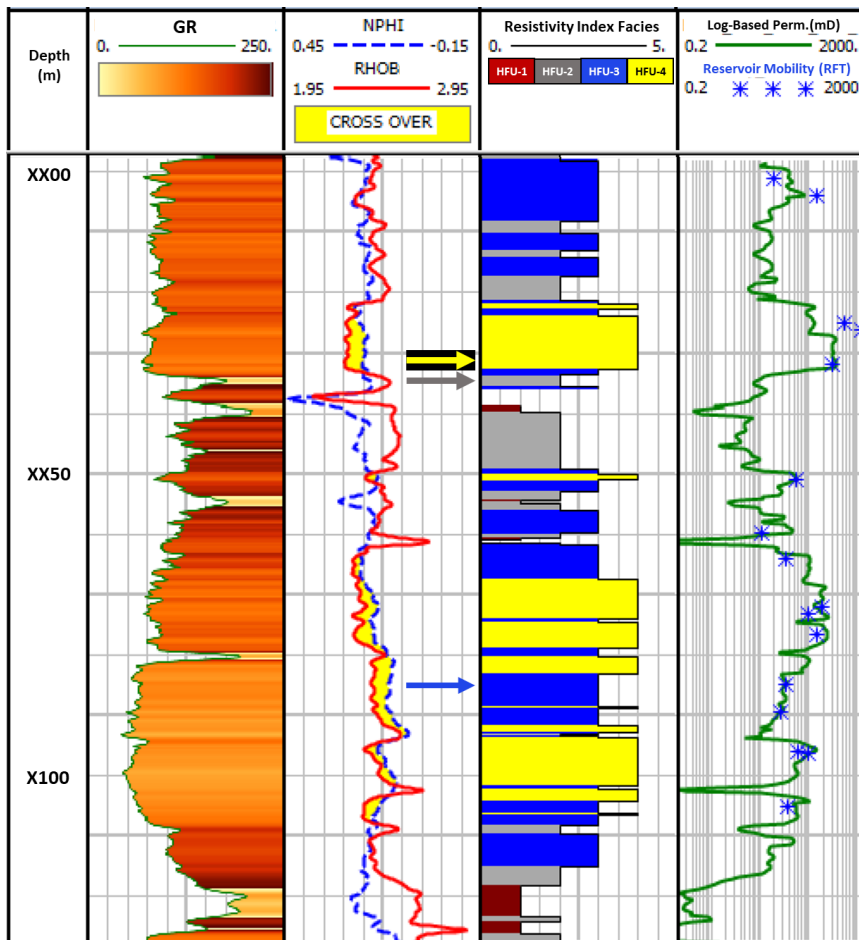 Depth
(m)
GR
0. 250.
NPHI
0.45 -0.15
RHOB
1.95 2.95
CROSS OVER
Resistivity Index Facies
0. 5.
HFU-1 HFU-2 HFU-3 HFU-4
Log-Based Perm.(mD)
0.2 2000.
Reservoir Mobility (RFT)
0.2 2000
XX00
XX50
X100